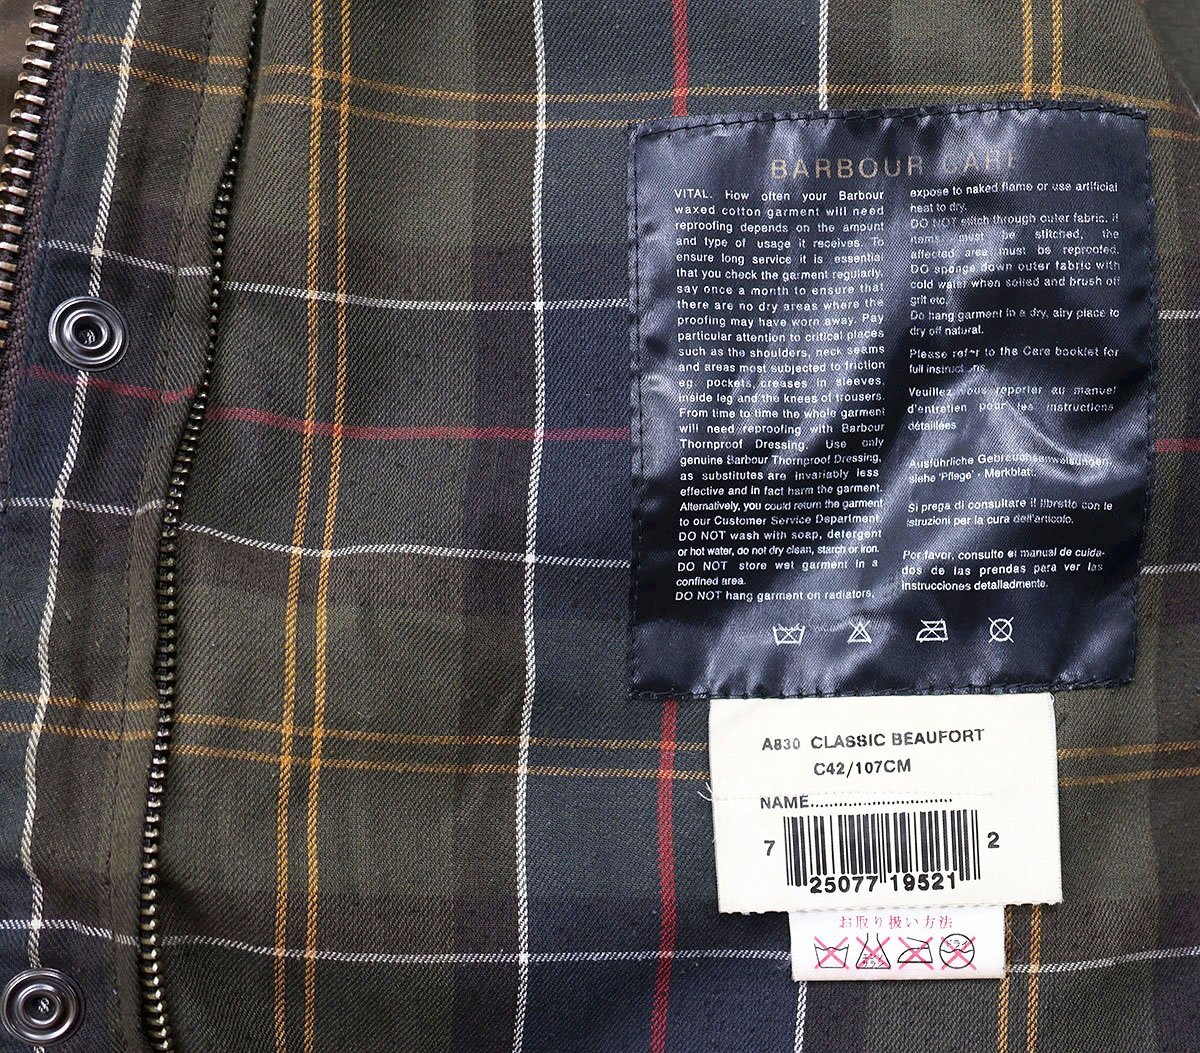 BARBOUR CARE
VITAL. How often your Barbour
waxed cotton garment will need
reproofing depends on the amount
and type of usage it receives. To
ensure long service it is essential
that you check the garment regularly,
say once a month to ensure that
there are no dry areas where the
proofing may have worn away. Pay
particular attention to critical places
such as the shoulders, neck seams
and areas most subjected to friction
eg. pockets, creases in sleeves,
inside leg and the knees of trousers.
From time to time the whole garment
will need reproofing with Barbour
Thornproof Dressing. Use only
genuine Barbour Thornproof Dressing,
as substitutes are invariably less
effective and in fact harm the garment.
Alternatively, you could return the garment
to our Customer Service Department.
DO NOT wash with soap, detergent
or hot water, do not dry clean, starch or iron.
DO NOT store wet garment in a
confined area.
DO NOT hang garment on radiators,
expose to naked flame or use artificial
heat to dry.
DO NOT stitch through outer fabric. If
items must be stitched, the
affected area must be reproofed.
DO sponge down outer fabric with
cold water when soiled and brush off
grit etc.
Do hang garment in a dry, airy place to
dry off natural.
Please refer to the Care booklet for
full instructions.
Veuillez vous reporter au manuel
d'entretien pour les instructions
détaillées
Ausführliche Gebrauchsanweisungen,
siehe 'Pflege' - Merkblatt.
Si prega di consultare il libretto con le
istruzioni per la cura dell'articolo.
Por favor, consulte el manual de cuida-
dos de las prendas para ver las
instrucciones detalladmente.
A830 CLASSIC BEAUFORT
C42/107CM
NAME............................
7 25077 19521 2
お取り扱い方法
エンソ ドライ
サラシ